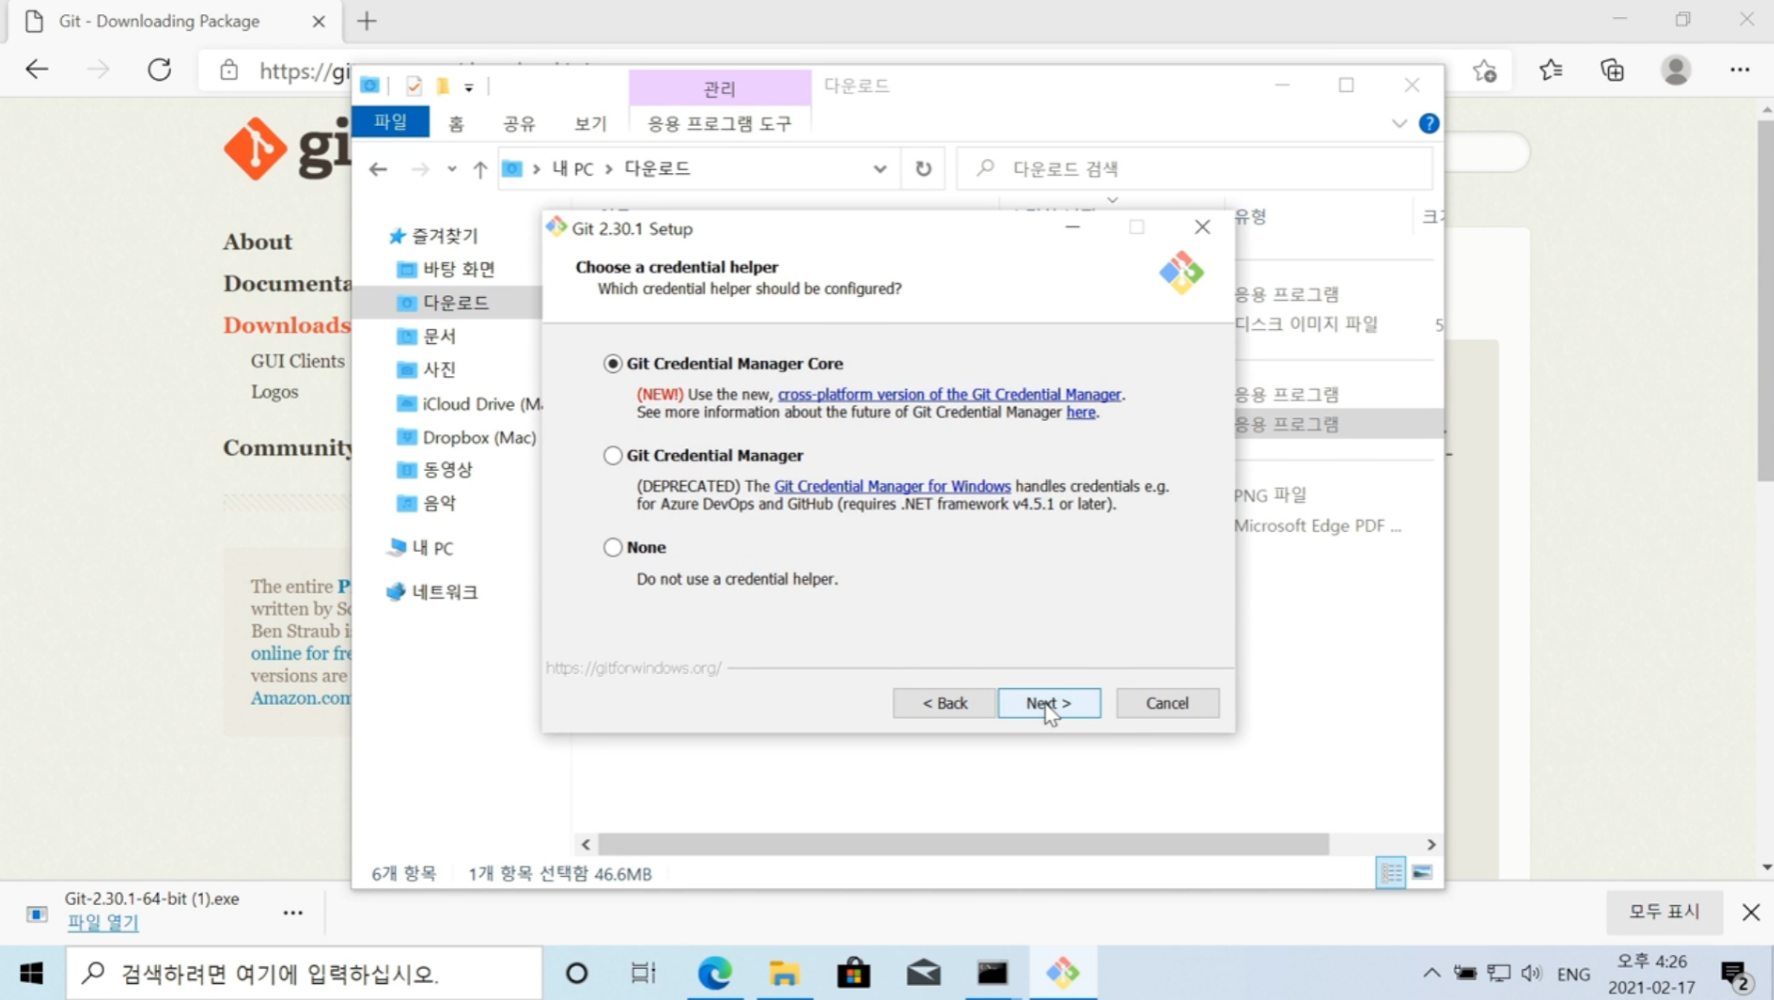 Git - Downloading Package
https://gi
관리
다운로드
파일
홈
공유
보기
응용 프로그램 도구
내 PC > 다운로드
다운로드 검색
gi
About
Documenta
Downloads
GUI Clients
Logos
Community
The entire P
written by Sc
Ben Straub i
online for fre
versions are
Amazon.com
즐겨찾기
바탕 화면
다운로드
문서
사진
iCloud Drive (Ma
Dropbox (Mac)
동영상
음악
내 PC
네트워크
유형
크기
응용 프로그램
디스크 이미지 파일
5
응용 프로그램
응용 프로그램
PNG 파일
Microsoft Edge PDF ...
Git 2.30.1 Setup
Choose a credential helper
Which credential helper should be configured?
Git Credential Manager Core
(NEW!) Use the new, cross-platform version of the Git Credential Manager.
See more information about the future of Git Credential Manager here.
Git Credential Manager
(DEPRECATED) The Git Credential Manager for Windows handles credentials e.g.
for Azure DevOps and GitHub (requires .NET framework v4.5.1 or later).
None
Do not use a credential helper.
https://gitforwindows.org/
< Back
Next >
Cancel
6개 항목
1개 항목 선택함 46.6MB
Git-2.30.1-64-bit (1).exe
파일 열기
모두 표시
검색하려면 여기에 입력하십시오.
ENG
오후 4:26
2021-02-17
2